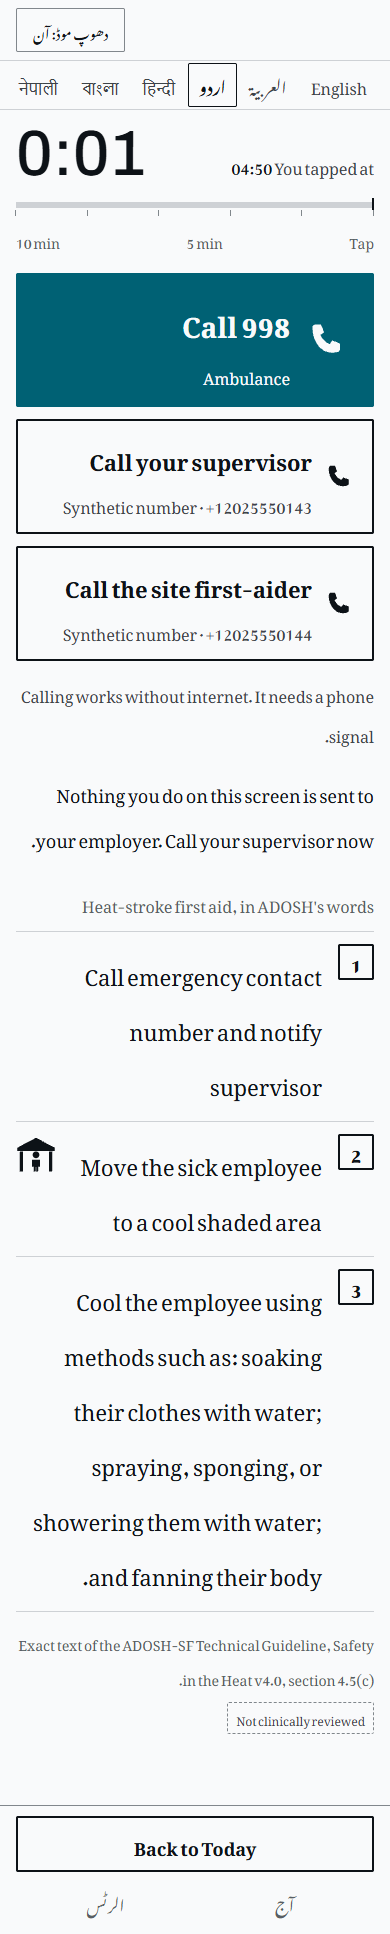 دھوپ موڈ: آن
English العربية اردو हिन्दी বাংলা नेपाली
0:01
You tapped at 04:50
Tap 5 min 10 min
Call 998
Ambulance
Call your supervisor
Synthetic number · +12025550143
Call the site first-aider
Synthetic number · +12025550144
Calling works without internet. It needs a phone
signal.
Nothing you do on this screen is sent to
your employer. Call your supervisor now.
Heat-stroke first aid, in ADOSH's words
1
Call emergency contact
number and notify
supervisor
2
Move the sick employee
to a cool shaded area
3
Cool the employee using
methods such as: soaking
their clothes with water;
spraying, sponging, or
showering them with water;
and fanning their body.
Exact text of the ADOSH-SF Technical Guideline, Safety
in the Heat v4.0, section 4.5(c).
Not clinically reviewed
Back to Today
آج الرٹس